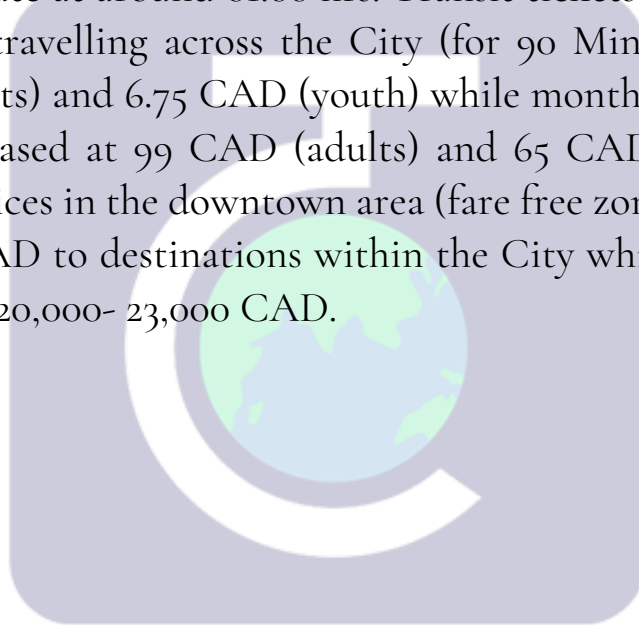 travelling across the City (for 90 Min
ts) and 6.75 CAD (youth) while month
ased at 99 CAD (adults) and 65 CAD
ices in the downtown area (fare free zon
AD to destinations within the City whi
20,000- 23,000 CAD.